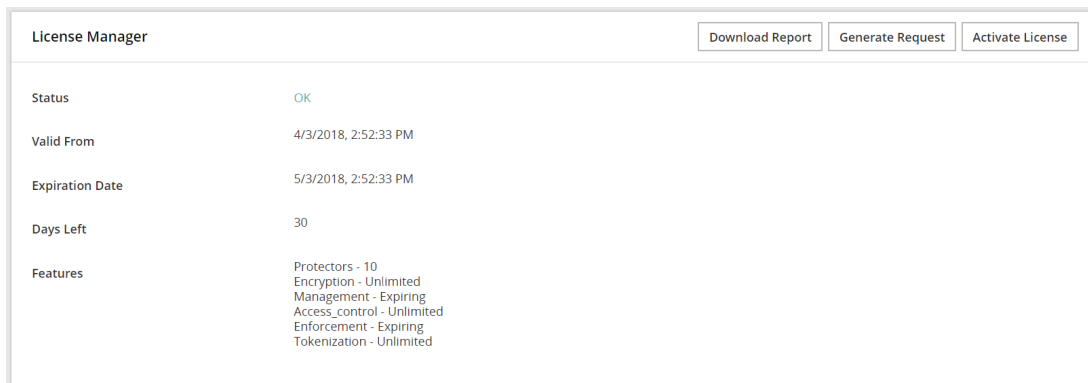 License Manager
Download Report
Generate Request
Activate License
Status
OK
Valid From
4/3/2018, 2:52:33 PM
Expiration Date
5/3/2018, 2:52:33 PM
Days Left
30
Features
Protectors - 10
Encryption - Unlimited
Management - Expiring
Access_control - Unlimited
Enforcement - Expiring
Tokenization - Unlimited